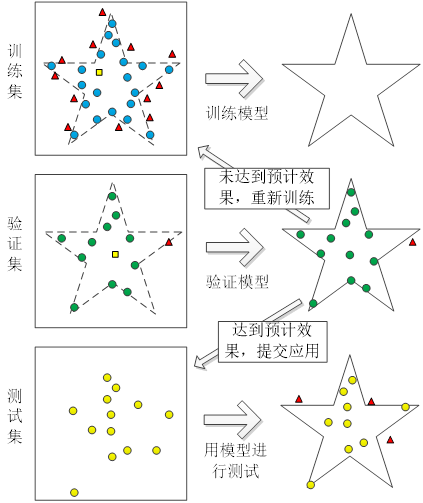 训
练
集
训练模型
未达到预计效
果，重新训练
验
证
集
验证模型
达到预计效
果，提交应用
测
试
集
用模型进
行测试